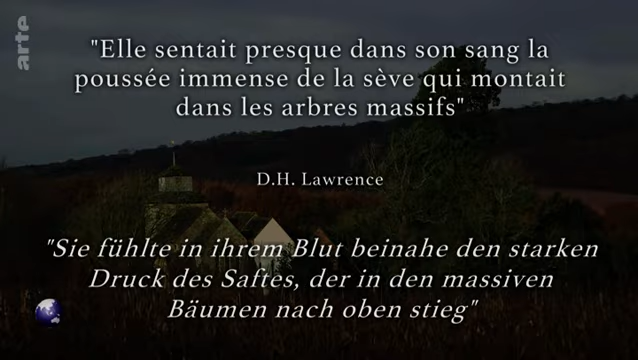 arte
"Elle sentait presque dans son sang la
poussée immense de la sève qui montait
dans les arbres massifs"
D.H. Lawrence
"Sie fühlte in ihrem Blut beinahe den starken
Druck des Saftes, der in den massiven
Bäumen nach oben stieg"